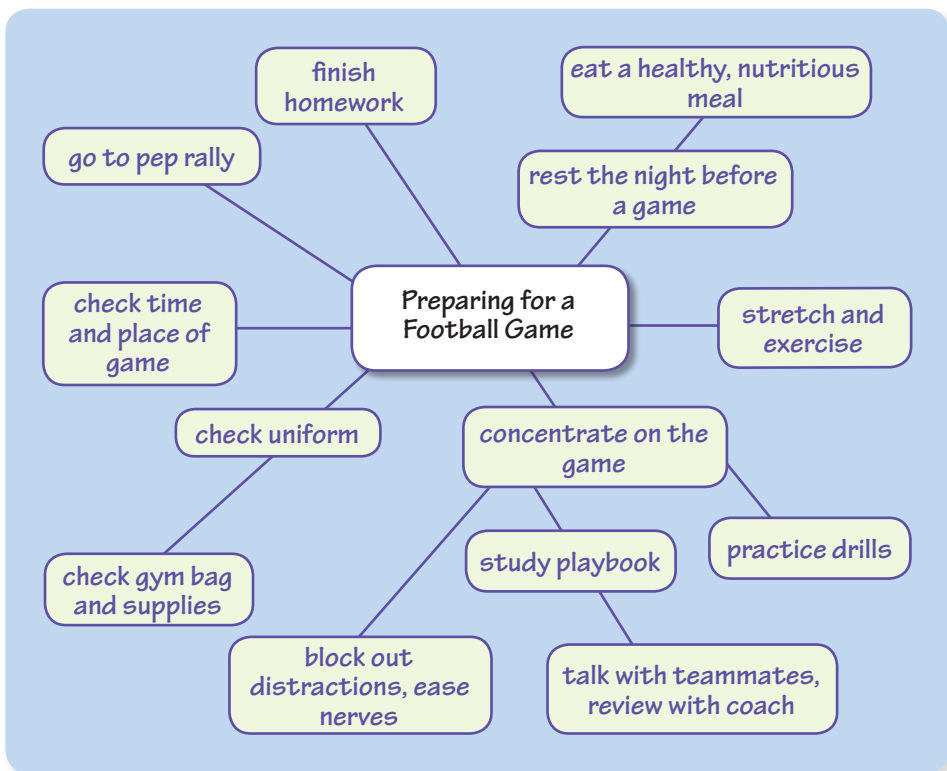 finish
homework
eat a healthy, nutritious
meal
go to pep rally
rest the night before
a game
Preparing for a
Football Game
check time
and place of
game
stretch and
exercise
check uniform
concentrate on the
game
check gym bag
and supplies
study playbook
practice drills
block out
distractions, ease
nerves
talk with teammates,
review with coach